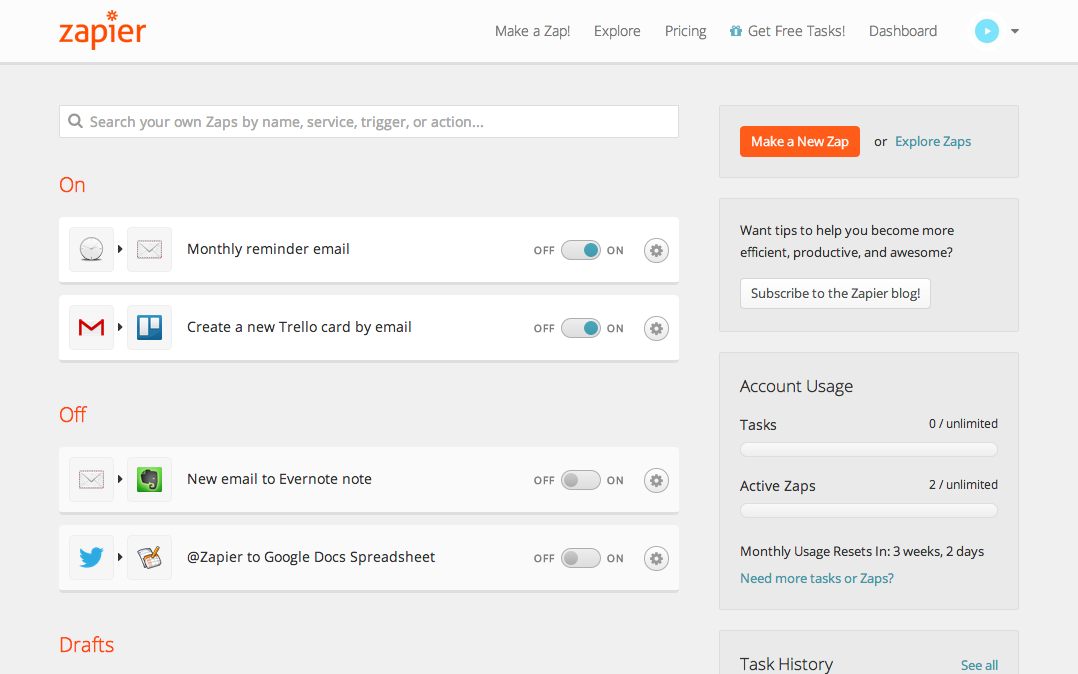 zapier
Make a Zap!
Explore
Pricing
Get Free Tasks!
Dashboard
Search your own Zaps by name, service, trigger, or action...
On
Monthly reminder email
OFF ON
Create a new Trello card by email
OFF ON
Off
New email to Evernote note
OFF ON
@Zapier to Google Docs Spreadsheet
OFF ON
Drafts
Make a New Zap or Explore Zaps
Want tips to help you become more
efficient, productive, and awesome?
Subscribe to the Zapier blog!
Account Usage
Tasks 0 / unlimited
Active Zaps 2 / unlimited
Monthly Usage Resets In: 3 weeks, 2 days
Need more tasks or Zaps?
Task History See all